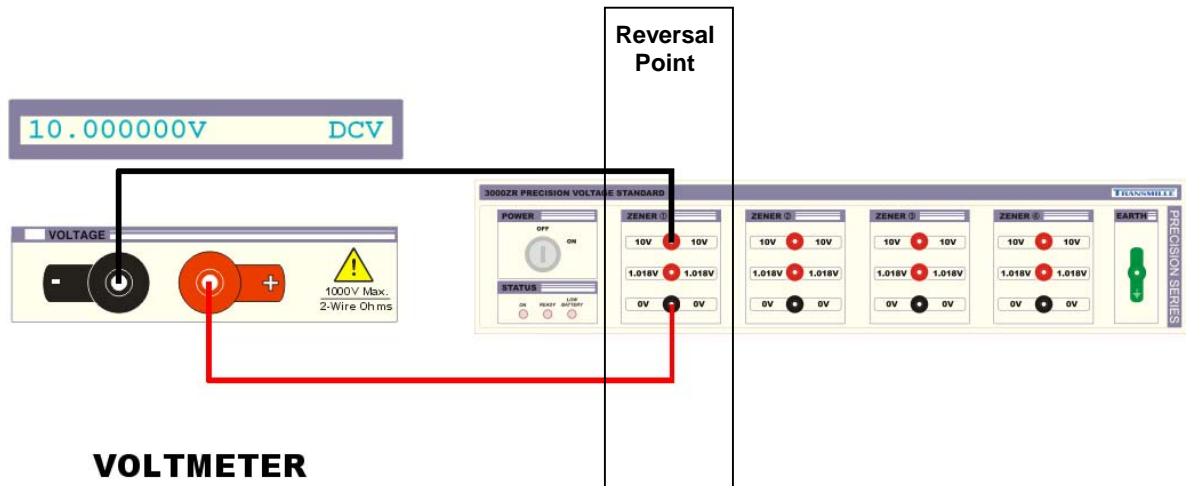 Reversal
Point
10.000000V DCV
3000ZR PRECISION VOLTAGE STANDARD
TRANSMILLE
POWER
OFF
ON
ZENER ①
ZENER ②
ZENER ③
ZENER ④
EARTH
PRECISION SERIES
10V 10V
10V 10V
10V 10V
10V 10V
VOLTAGE
- +
1.018V 1.018V
1.018V 1.018V
1.018V 1.018V
1.018V 1.018V
!
1000V Max.
2-Wire Ohms
STATUS
ON READY LOW
BATTERY
0V 0V
0V 0V
0V 0V
0V 0V
VOLTMETER